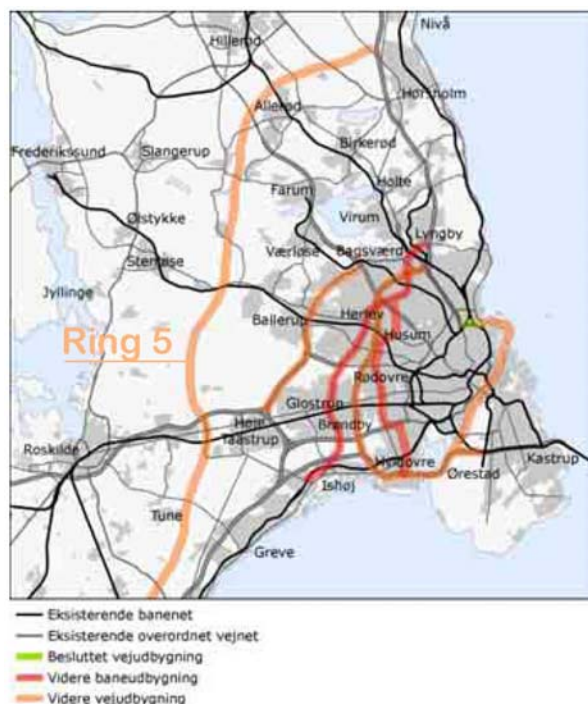 Nivå
Hillerød
Hørsholm
Allerød
Birkerød
Frederikssund
Slangerup
Holte
Farum
Ølstykke
Virum
Lyngby
Værløse
Bagsværd
Stenløse
Jyllinge
Ballerup
Herlev
Husum
Ring 5
Rødovre
Glostrup
Høje
Taastrup
Brøndby
Roskilde
Hvidovre
Kastrup
Ishøj
Ørestad
Tune
Greve
Eksisterende banenet
Eksisterende overordnet vejnet
Besluttet vejudbygning
Videre baneudbygning
Videre vejudbygning